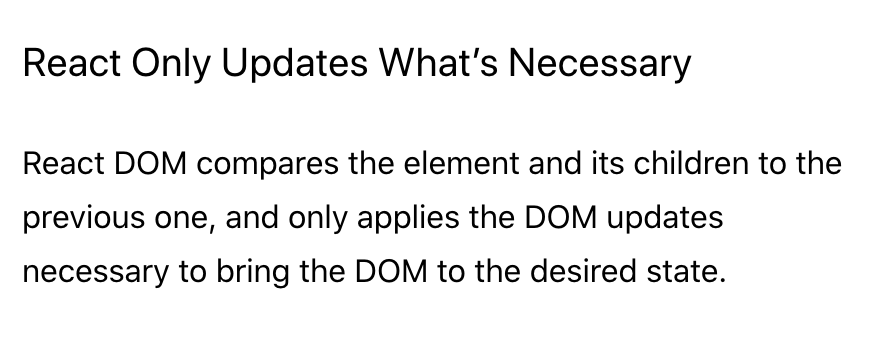 React Only Updates What’s Necessary
React DOM compares the element and its children to the
previous one, and only applies the DOM updates
necessary to bring the DOM to the desired state.